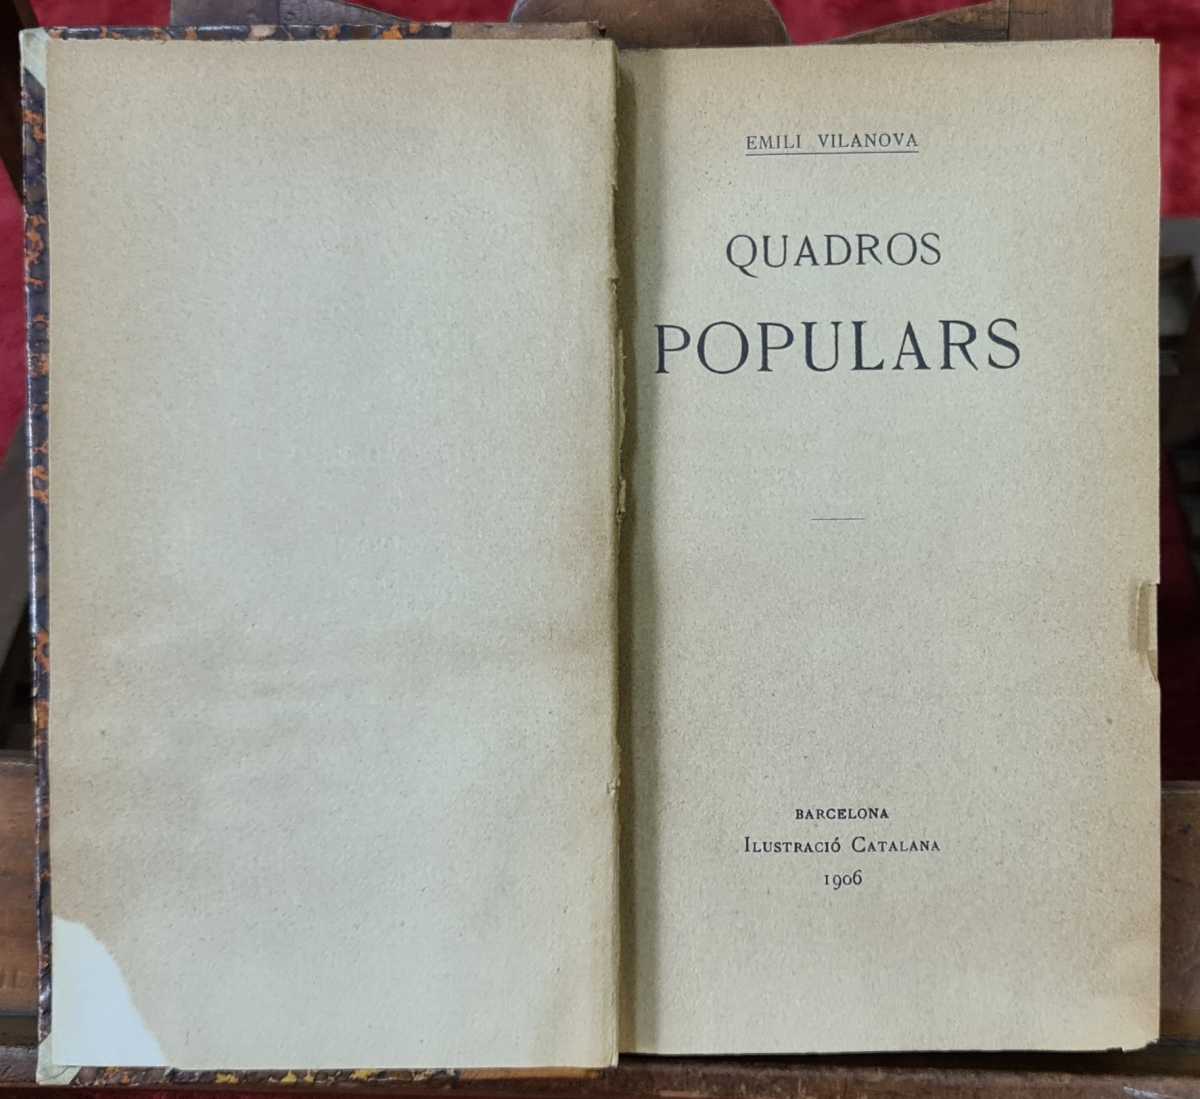 EMILI VILANOVA
QUADROS
POPULARS
BARCELONA
ILUSTRACIÓ CATALANA
1906